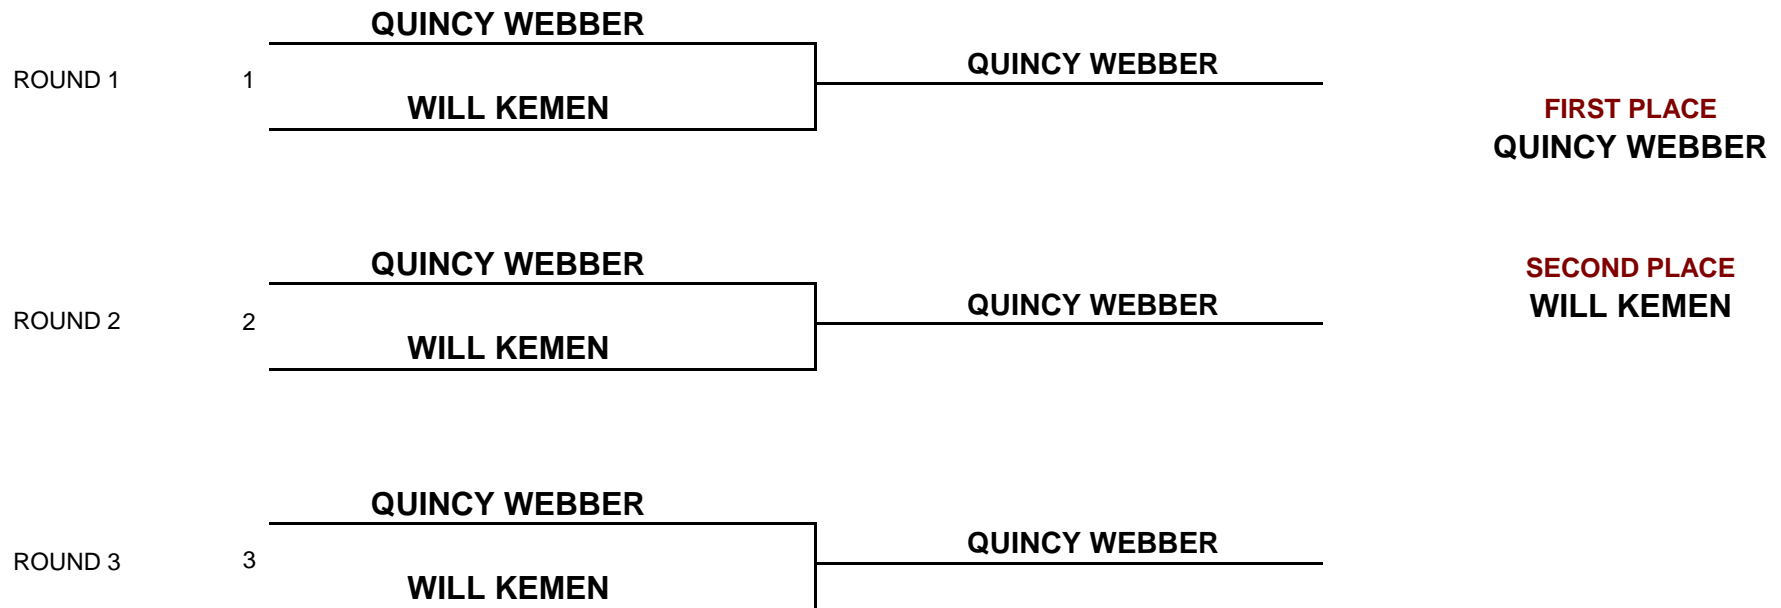 QUINCY WEBBER
ROUND 1 1 QUINCY WEBBER
WILL KEMEN
FIRST PLACE
QUINCY WEBBER
QUINCY WEBBER
ROUND 2 2 QUINCY WEBBER
WILL KEMEN
SECOND PLACE
WILL KEMEN
QUINCY WEBBER
ROUND 3 3 QUINCY WEBBER
WILL KEMEN